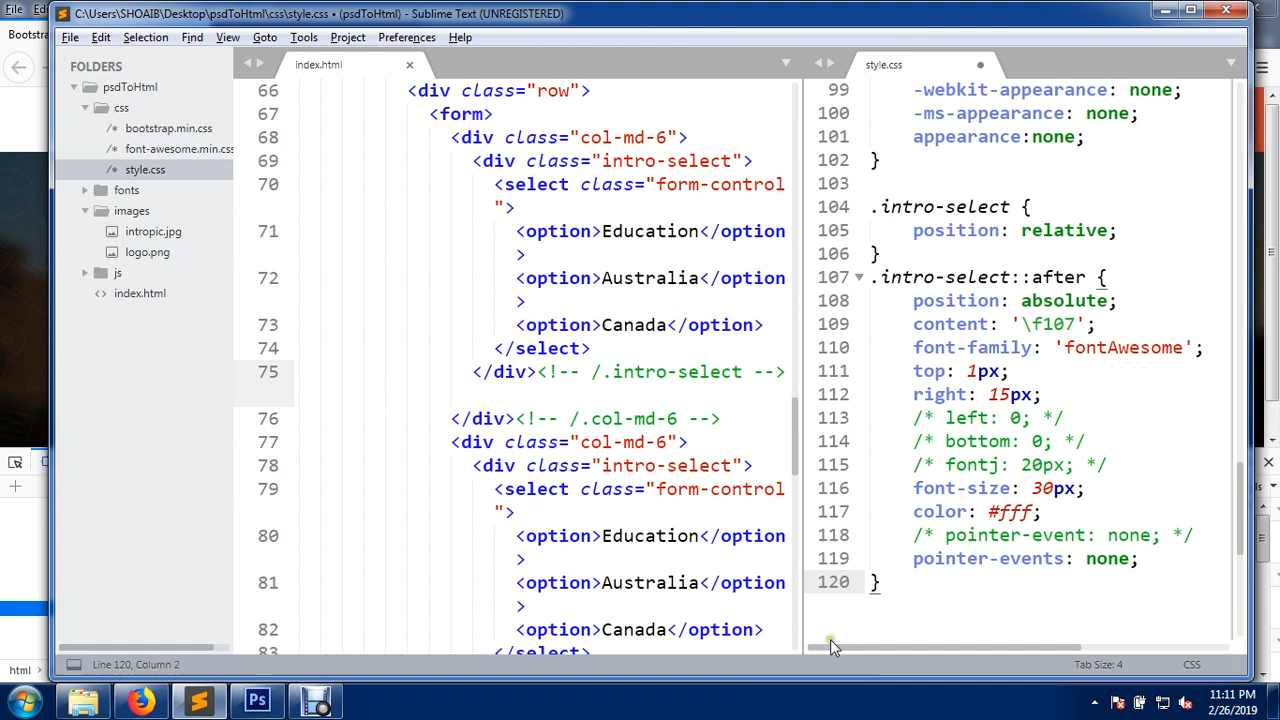 File Edit
C:\Users\SHOAIB\Desktop\psdToHtml\css\style.css • (psdToHtml) - Sublime Text (UNREGISTERED)
File Edit Selection Find View Goto Tools Project Preferences Help
Bootstr
FOLDERS
psdToHtml
css
/* bootstrap.min.css
/* font-awesome.min.cs
/* style.css
fonts
images
intropic.jpg
logo.png
js
<> index.html
index.html
66 <div class="row">
67 <form>
68 <div class="col-md-6">
69 <div class="intro-select">
70 <select class="form-control
">
71 <option>Education</option
>
72 <option>Australia</option
>
73 <option>Canada</option>
74 </select>
75 </div><!-- /.intro-select -->
76 </div><!-- /.col-md-6 -->
77 <div class="col-md-6">
78 <div class="intro-select">
79 <select class="form-control
">
80 <option>Education</option
>
81 <option>Australia</option
>
82 <option>Canada</option>
83 </select>
style.css
99 -webkit-appearance: none;
100 -ms-appearance: none;
101 appearance:none;
102 }
103
104 .intro-select {
105 position: relative;
106 }
107 .intro-select::after {
108 position: absolute;
109 content: '\f107';
110 font-family: 'fontAwesome';
111 top: 1px;
112 right: 15px;
113 /* left: 0; */
114 /* bottom: 0; */
115 /* fontj: 20px; */
116 font-size: 30px;
117 color: #fff;
118 /* pointer-event: none; */
119 pointer-events: none;
120 }
html
Line 120, Column 2
Tab Size: 4
CSS
Ps
11:11 PM
2/26/2019